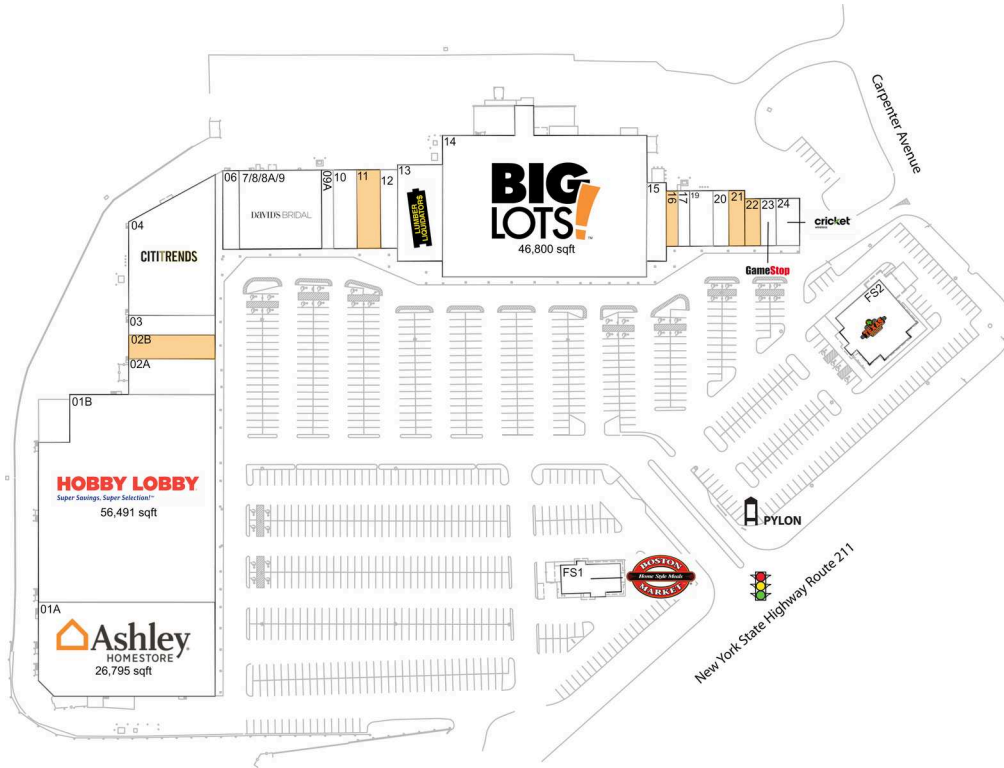 Carpenter Avenue
14
BIG
LOTS!
46,800 sqft
13
LUMBER
LIQUIDATORS
06
7/8/8A/9
DAVID'S BRIDAL
09A
10
11
12
15
16
17
19
20
21
22
23
24
cricket
GameStop
04
CITITRENDS
03
02B
02A
01B
HOBBY LOBBY
Super Savings, Super Selection!
56,491 sqft
01A
Ashley
HOMESTORE
26,795 sqft
FS2
PYLON
FS1
BOSTON
Home Style Meals
MARKET
New York State Highway Route 211